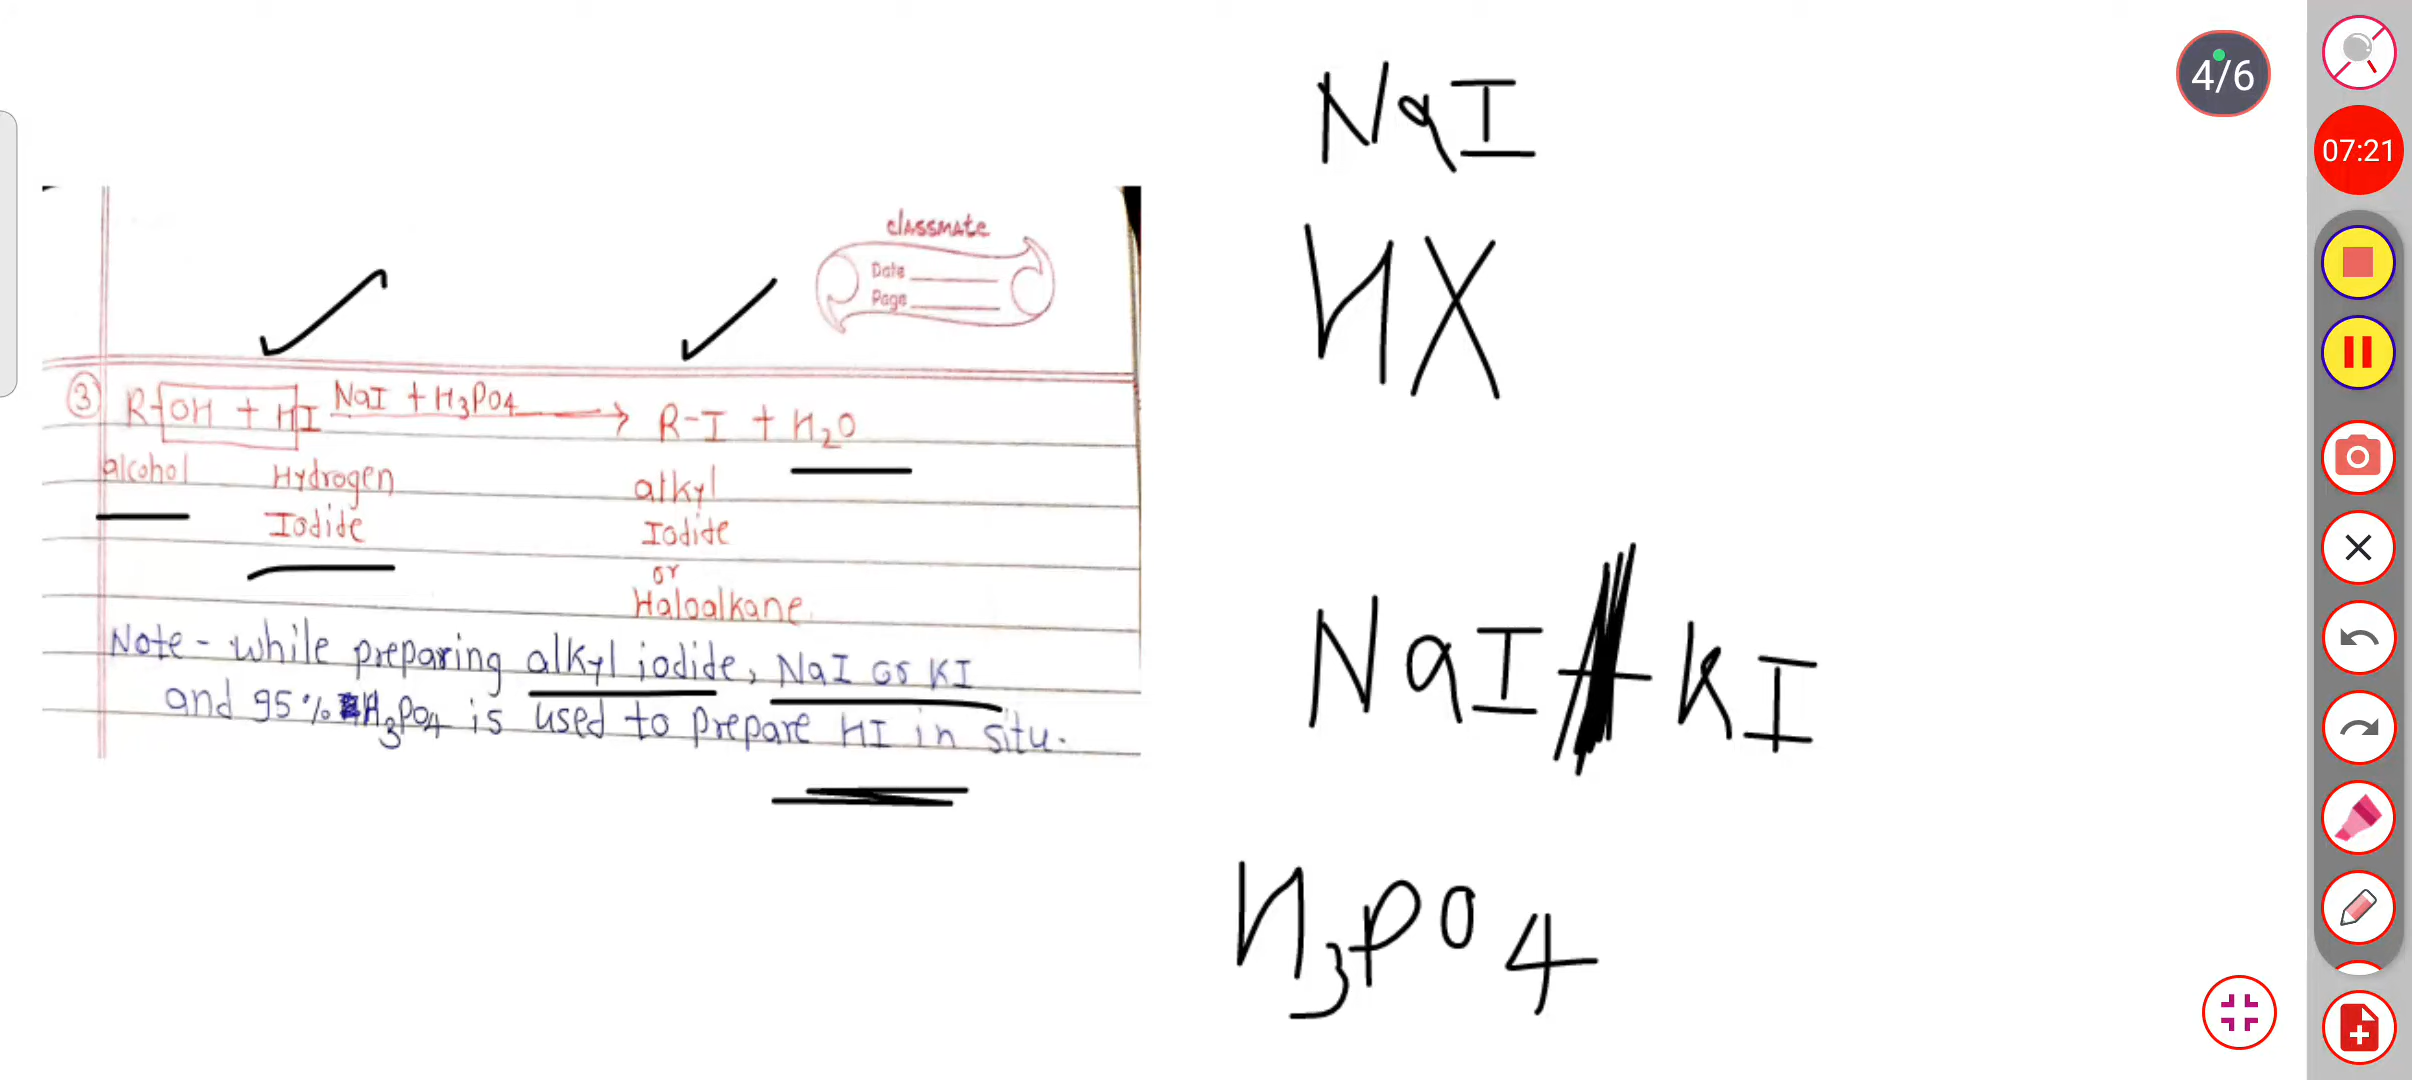 4/6
07:21
classmate
Date
Page
③ R-OH + HI NaI + H₃PO₄ → R-I + H₂O
alcohol Hydrogen Iodide alkyl Iodide
or
Haloalkane.
Note - while preparing alkyl iodide, NaI or KI
and 95% H₃PO₄ is used to prepare HI in situ.
NaI
HX
NaI + KI
H₃PO₄